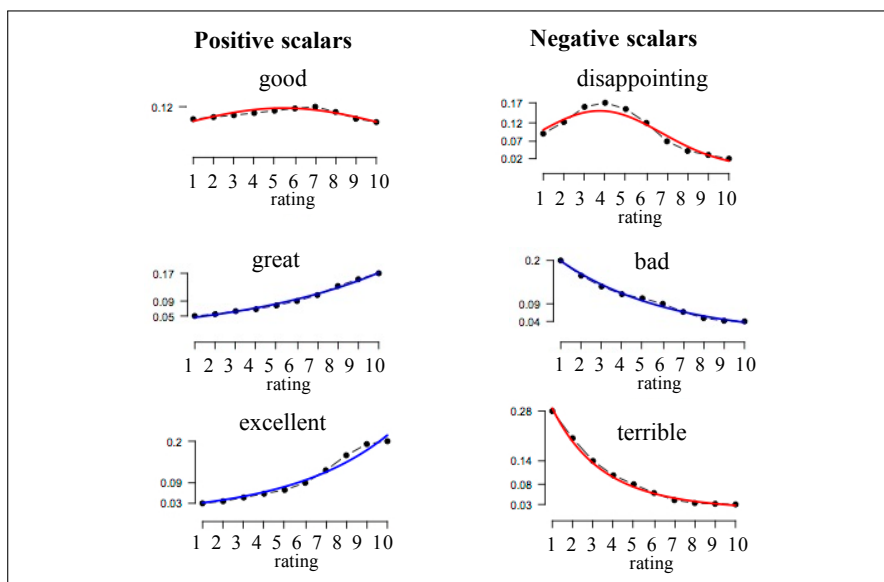 Positive scalars
Negative scalars
good
0.12
1 2 3 4 5 6 7 8 9 10
rating
disappointing
0.17
0.12
0.07
0.02
1 2 3 4 5 6 7 8 9 10
rating
great
0.17
0.09
0.05
1 2 3 4 5 6 7 8 9 10
rating
bad
0.2
0.09
0.04
1 2 3 4 5 6 7 8 9 10
rating
excellent
0.2
0.09
0.03
1 2 3 4 5 6 7 8 9 10
rating
terrible
0.28
0.14
0.08
0.03
1 2 3 4 5 6 7 8 9 10
rating